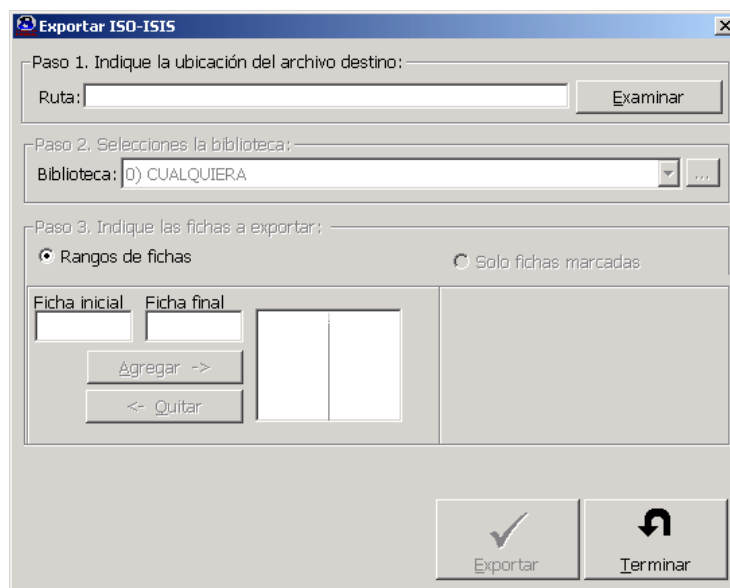 Exportar ISO-ISIS
Paso 1. Indique la ubicación del archivo destino:
Ruta:
Examinar
Paso 2. Selecciones la biblioteca:
Biblioteca: 0) CUALQUIERA ...
Paso 3. Indique las fichas a exportar:
Rangos de fichas
Solo fichas marcadas
Ficha inicial Ficha final
Agregar ->
<- Quitar
Exportar
Terminar